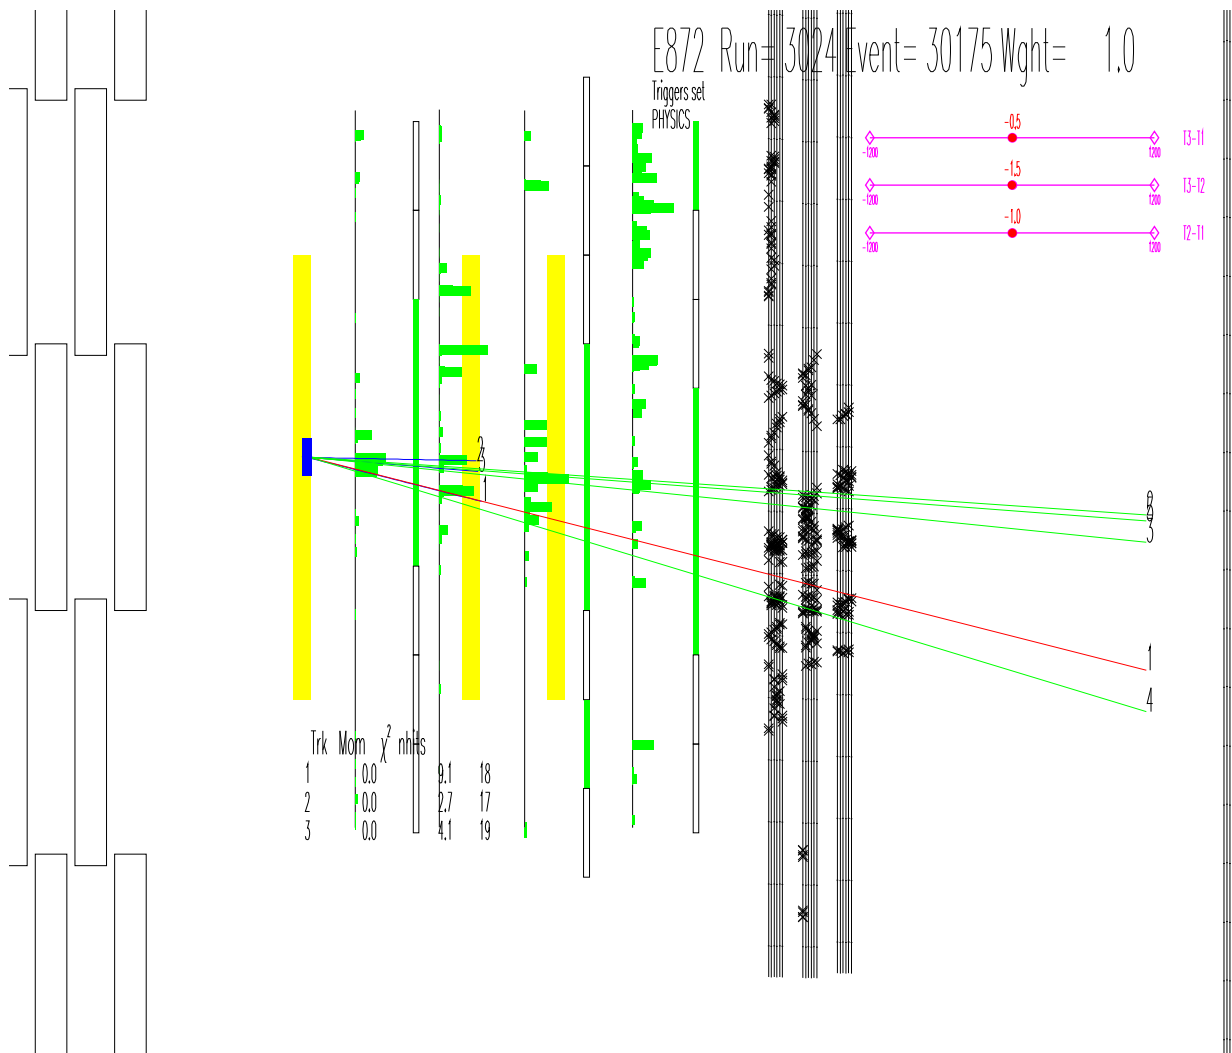 E872 Run= 3024 Event= 30175 Wght= 1.0
Triggers set
PHYSICS
-0.5
-1200 1200 T3-T1
-1.5
-1200 1200 T3-T2
-1.0
-1200 1200 T2-T1
2
3
1
2
3
1
4
Trk Mom χ² nhits
1 0.0 9.1 18
2 0.0 2.7 17
3 0.0 4.1 19